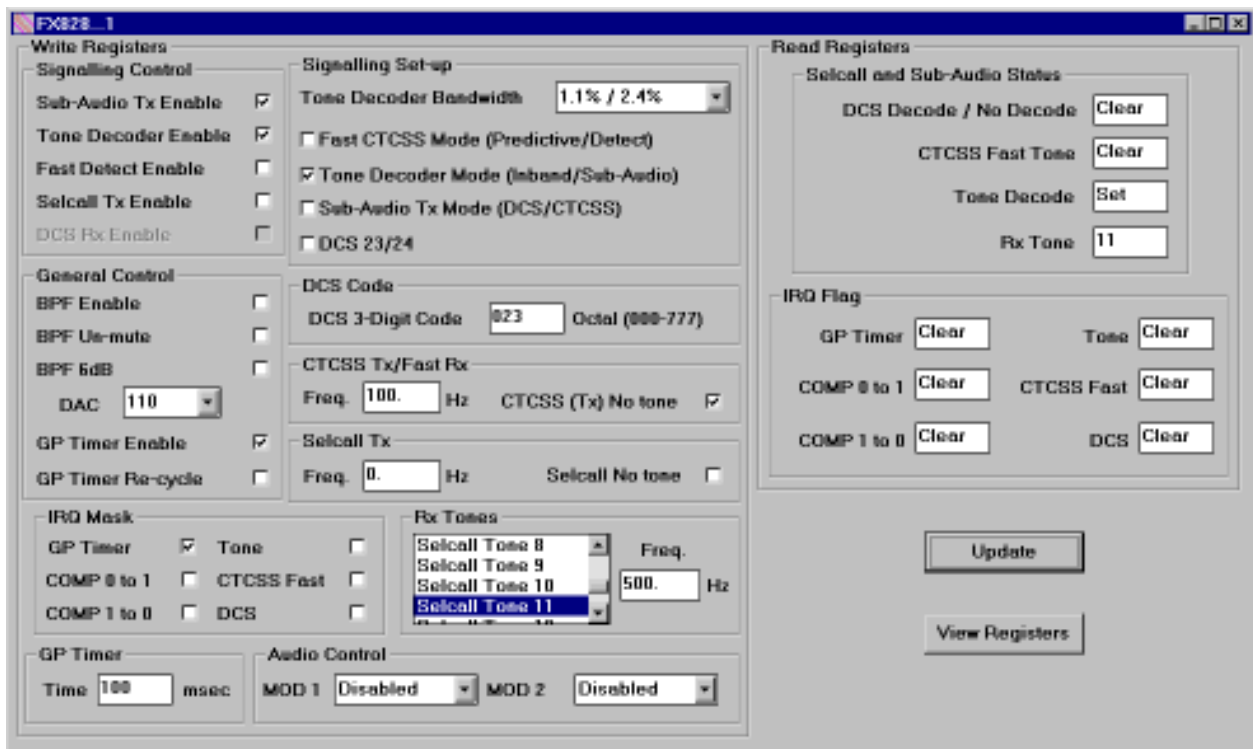 FX828...1
Write Registers
Signalling Control
Sub-Audio Tx Enable
Tone Decoder Enable
Fast Detect Enable
Selcall Tx Enable
DCS Rx Enable
Signalling Set-up
Tone Decoder Bandwidth 1.1% / 2.4%
Fast CTCSS Mode (Predictive/Detect)
Tone Decoder Mode (Inband/Sub-Audio)
Sub-Audio Tx Mode (DCS/CTCSS)
DCS 23/24
General Control
BPF Enable
BPF Un-mute
BPF 6dB
DAC 110
GP Timer Enable
GP Timer Re-cycle
DCS Code
DCS 3-Digit Code 023 Octal (000-777)
CTCSS Tx/Fast Rx
Freq. 100. Hz CTCSS (Tx) No tone
Selcall Tx
Freq. 0. Hz Selcall No tone
IRQ Mask
GP Timer Tone
COMP 0 to 1 CTCSS Fast
COMP 1 to 0 DCS
Rx Tones
Selcall Tone 8
Selcall Tone 9
Selcall Tone 10
Selcall Tone 11
Freq.
500. Hz
GP Timer
Time 100 msec
Audio Control
MOD 1 Disabled MOD 2 Disabled
Read Registers
Selcall and Sub-Audio Status
DCS Decode / No Decode Clear
CTCSS Fast Tone Clear
Tone Decode Set
Rx Tone 11
IRQ Flag
GP Timer Clear Tone Clear
COMP 0 to 1 Clear CTCSS Fast Clear
COMP 1 to 0 Clear DCS Clear
Update
View Registers